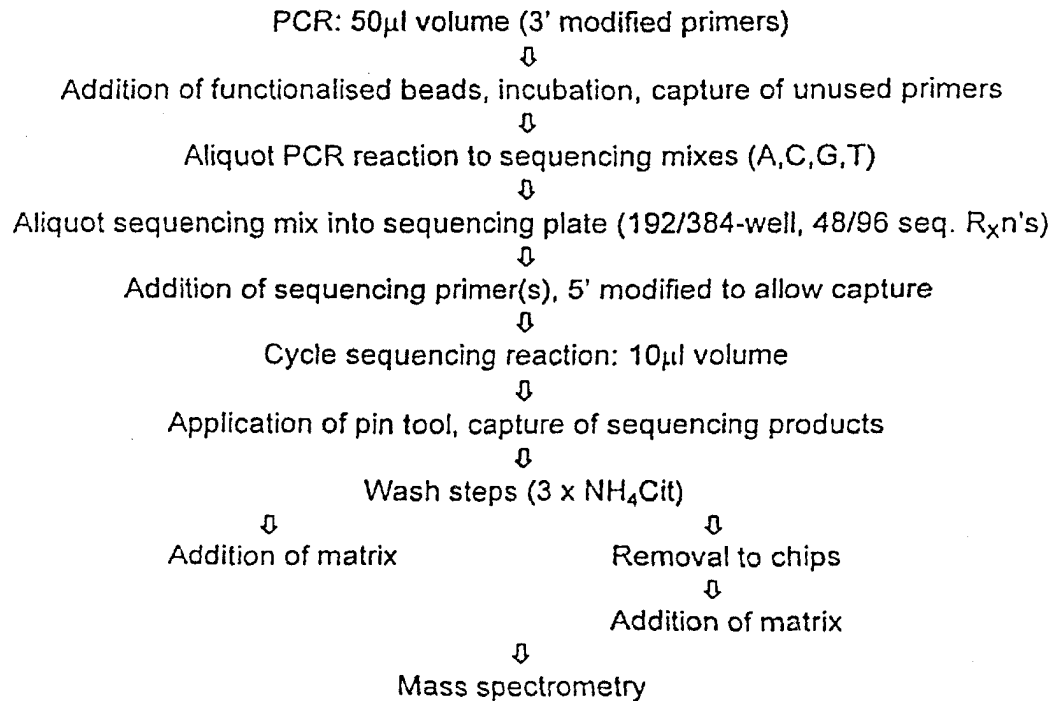 PCR: 50µl volume (3' modified primers)
⇩
Addition of functionalised beads, incubation, capture of unused primers
⇩
Aliquot PCR reaction to sequencing mixes (A,C,G,T)
⇩
Aliquot sequencing mix into sequencing plate (192/384-well, 48/96 seq. RXn's)
⇩
Addition of sequencing primer(s), 5' modified to allow capture
⇩
Cycle sequencing reaction: 10µl volume
⇩
Application of pin tool, capture of sequencing products
⇩
Wash steps (3 x NH4Cit)
⇩ ⇩
Addition of matrix Removal to chips
⇩
Addition of matrix
⇩
Mass spectrometry